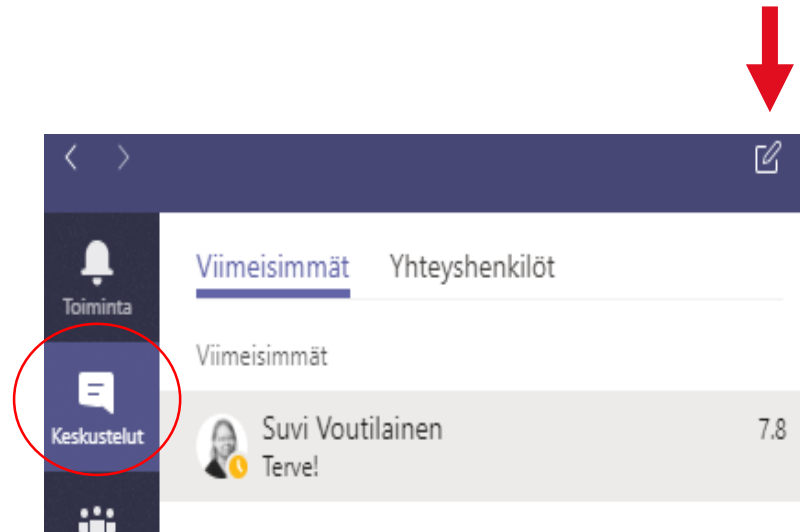 Toiminta
Keskustelut
Viimeisimmät Yhteyshenkilöt
Viimeisimmät
Suvi Voutilainen 7.8
Terve!